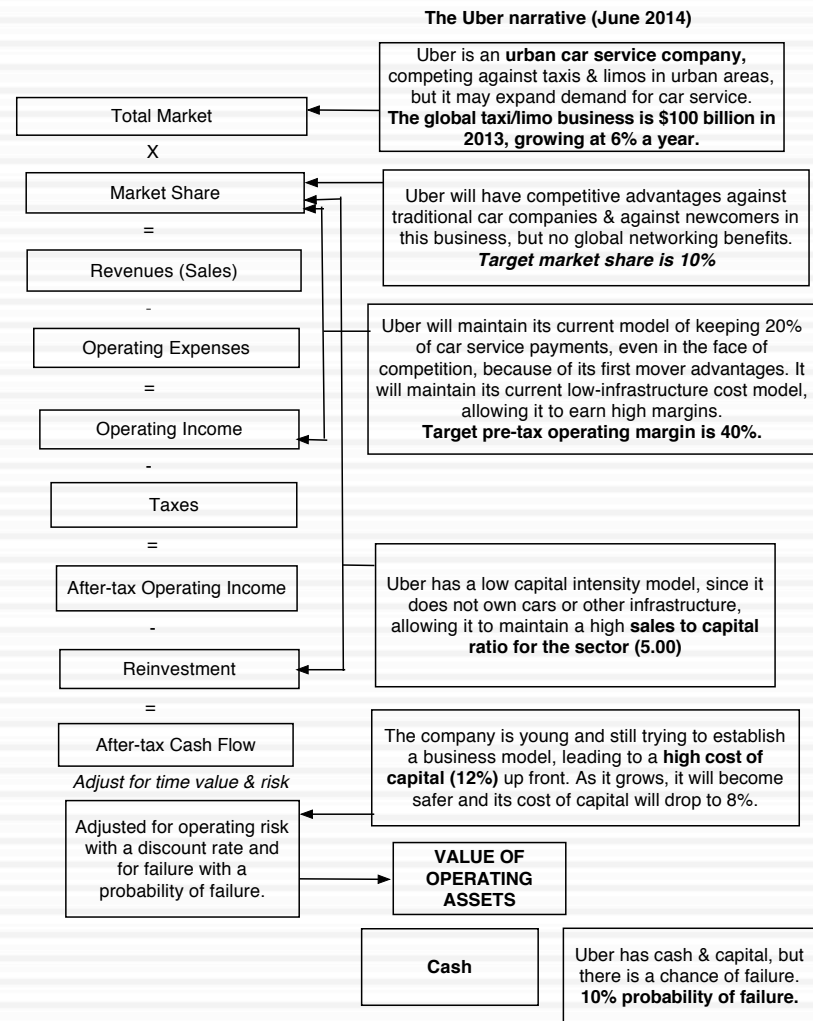 The Uber narrative (June 2014)
Uber is an urban car service company,
competing against taxis & limos in urban areas,
but it may expand demand for car service.
The global taxi/limo business is $100 billion in
2013, growing at 6% a year.
Total Market
X
Market Share
Uber will have competitive advantages against
traditional car companies & against newcomers in
this business, but no global networking benefits.
Target market share is 10%
=
Revenues (Sales)
-
Operating Expenses
Uber will maintain its current model of keeping 20%
of car service payments, even in the face of
competition, because of its first mover advantages. It
will maintain its current low-infrastructure cost model,
allowing it to earn high margins.
Target pre-tax operating margin is 40%.
=
Operating Income
-
Taxes
=
After-tax Operating Income
Uber has a low capital intensity model, since it
does not own cars or other infrastructure,
allowing it to maintain a high sales to capital
ratio for the sector (5.00)
-
Reinvestment
=
After-tax Cash Flow
The company is young and still trying to establish
a business model, leading to a high cost of
capital (12%) up front. As it grows, it will become
safer and its cost of capital will drop to 8%.
Adjust for time value & risk
Adjusted for operating risk
with a discount rate and
for failure with a
probability of failure.
VALUE OF
OPERATING
ASSETS
Cash
Uber has cash & capital, but
there is a chance of failure.
10% probability of failure.